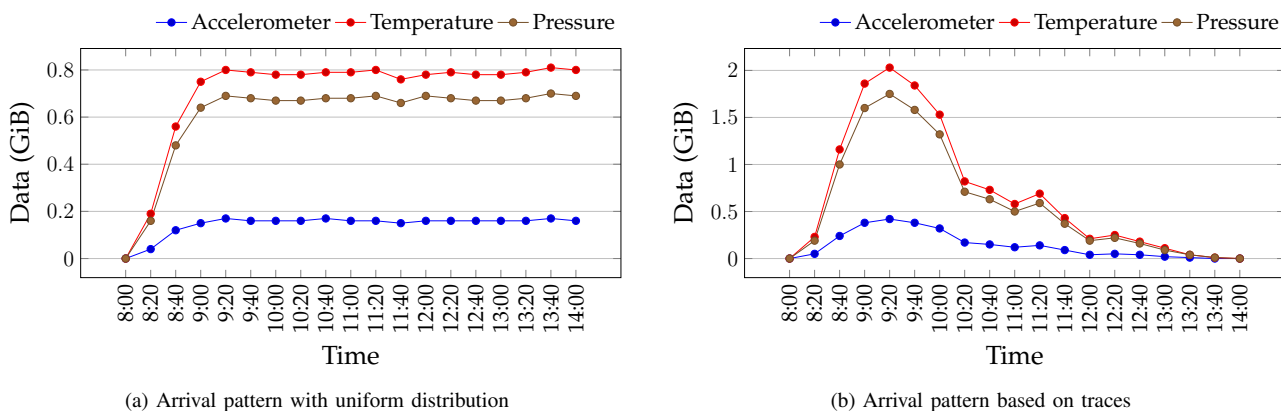 Accelerometer Temperature Pressure
0.8
0.6
0.4
0.2
0
Data (GiB)
8:00 8:20 8:40 9:00 9:20 9:40 10:00 10:20 10:40 11:00 11:20 11:40 12:00 12:20 12:40 13:00 13:20 13:40 14:00
Time
(a) Arrival pattern with uniform distribution
Accelerometer Temperature Pressure
2
1.5
1
0.5
0
Data (GiB)
8:00 8:20 8:40 9:00 9:20 9:40 10:00 10:20 10:40 11:00 11:20 11:40 12:00 12:20 12:40 13:00 13:20 13:40 14:00
Time
(b) Arrival pattern based on traces